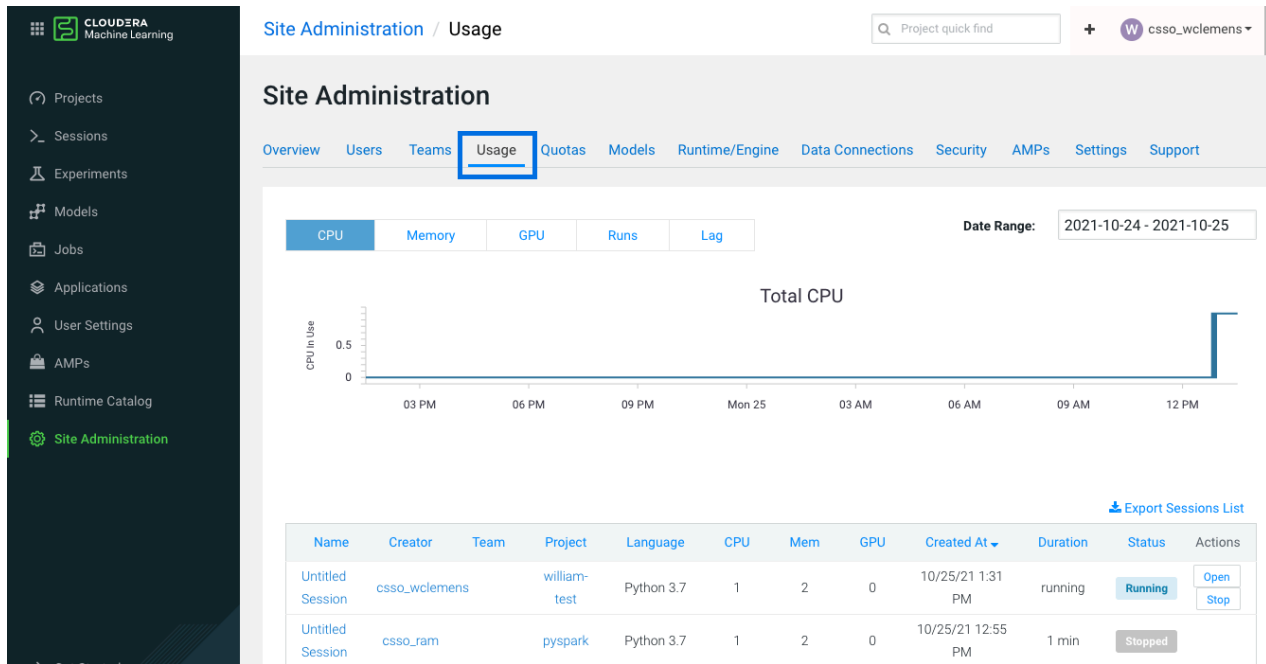 CLOUDERA
Machine Learning
Site Administration / Usage
Project quick find
+
W
csso_wclemens
Projects
Sessions
Experiments
Models
Jobs
Applications
User Settings
AMPs
Runtime Catalog
Site Administration
Site Administration
Overview Users Teams Usage Quotas Models Runtime/Engine Data Connections Security AMPs Settings Support
CPU Memory GPU Runs Lag
Date Range: 2021-10-24 - 2021-10-25
Total CPU
CPU In Use
0.5
0
03 PM 06 PM 09 PM Mon 25 03 AM 06 AM 09 AM 12 PM
Export Sessions List
Name Creator Team Project Language CPU Mem GPU Created At Duration Status Actions
Untitled Session csso_wclemens william-test Python 3.7 1 2 0 10/25/21 1:31 PM running Running Open Stop
Untitled Session csso_ram pyspark Python 3.7 1 2 0 10/25/21 12:55 PM 1 min Stopped